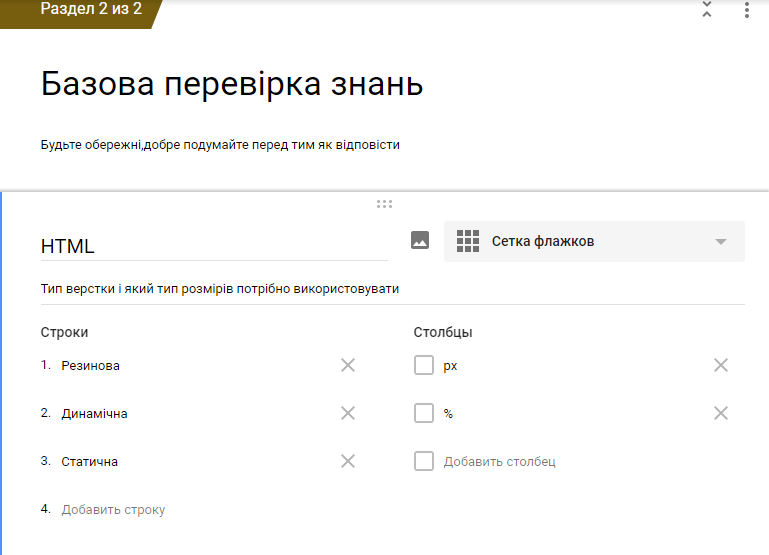 Раздел 2 из 2
Базова перевірка знань
Будьте обережні,добре подумайте перед тим як відповісти
HTML
Сетка флажков
Тип верстки і який тип розмірів потрібно використовувати
Строки Столбцы
1. Резинова px
2. Динамічна %
3. Статична Добавить столбец
4. Добавить строку